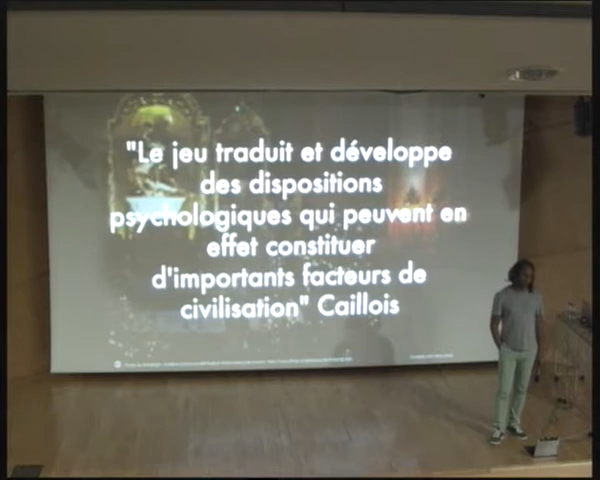 "Le jeu traduit et développe
des dispositions
psychologiques qui peuvent en
effet constituer
d'importants facteurs de
civilisation" Caillois